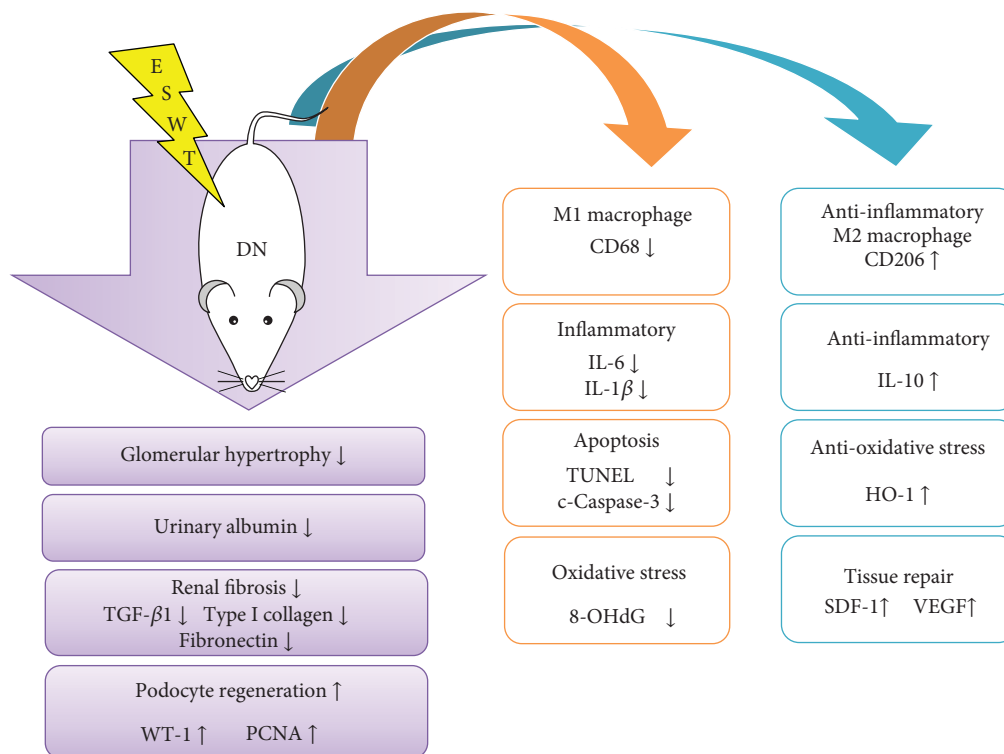 E
S
W
T
DN
Glomerular hypertrophy ↓
Urinary albumin ↓
Renal fibrosis ↓
TGF-β1 ↓ Type I collagen ↓
Fibronectin ↓
Podocyte regeneration ↑
WT-1 ↑ PCNA ↑
M1 macrophage
CD68 ↓
Inflammatory
IL-6 ↓
IL-1β ↓
Apoptosis
TUNEL ↓
c-Caspase-3 ↓
Oxidative stress
8-OHdG ↓
Anti-inflammatory
M2 macrophage
CD206 ↑
Anti-inflammatory
IL-10 ↑
Anti-oxidative stress
HO-1 ↑
Tissue repair
SDF-1↑ VEGF↑